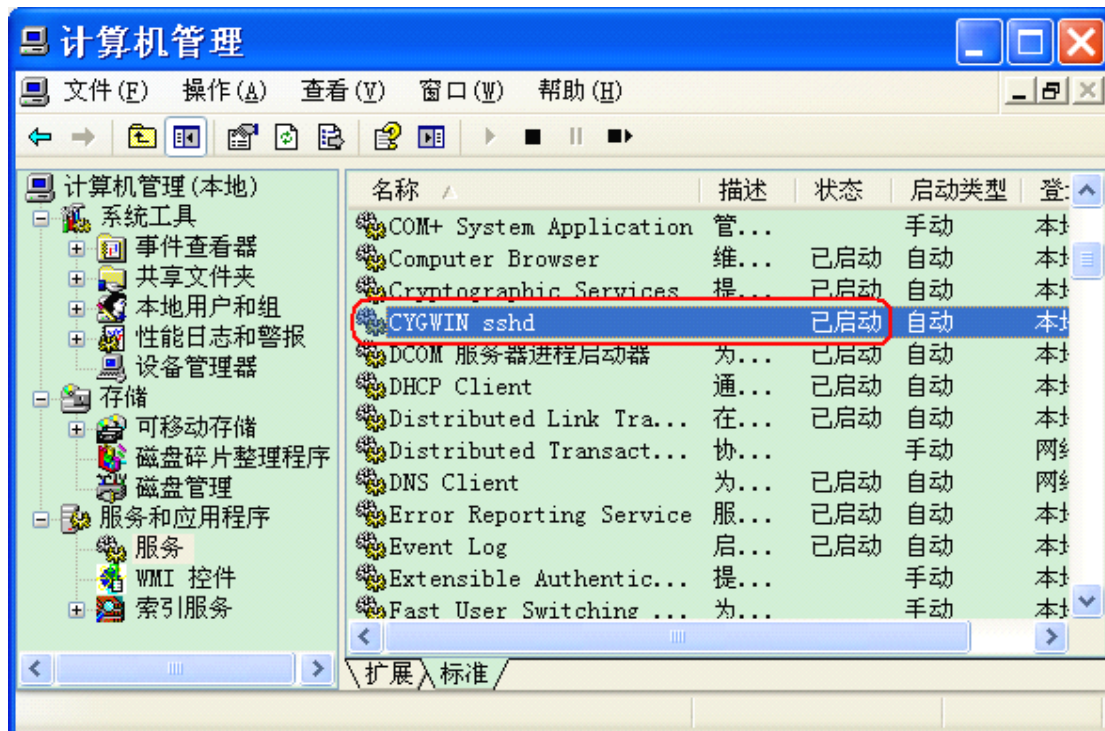 计算机管理
文件(F) 操作(A) 查看(V) 窗口(W) 帮助(H)
计算机管理(本地)
系统工具
事件查看器
共享文件夹
本地用户和组
性能日志和警报
设备管理器
存储
可移动存储
磁盘碎片整理程序
磁盘管理
服务和应用程序
服务
WMI 控件
索引服务
名称 描述 状态 启动类型
COM+ System Application 管... 手动
Computer Browser 维... 已启动 自动
Cryptographic Services 提... 已启动 自动
CYGWIN sshd 已启动 自动
DCOM 服务器进程启动器 为... 已启动 自动
DHCP Client 通... 已启动 自动
Distributed Link Tra... 在... 已启动 自动
Distributed Transact... 协... 手动
DNS Client 为... 已启动 自动
Error Reporting Service 服... 已启动 自动
Event Log 启... 已启动 自动
Extensible Authentic... 提... 手动
Fast User Switching ... 为... 手动
扩展 标准